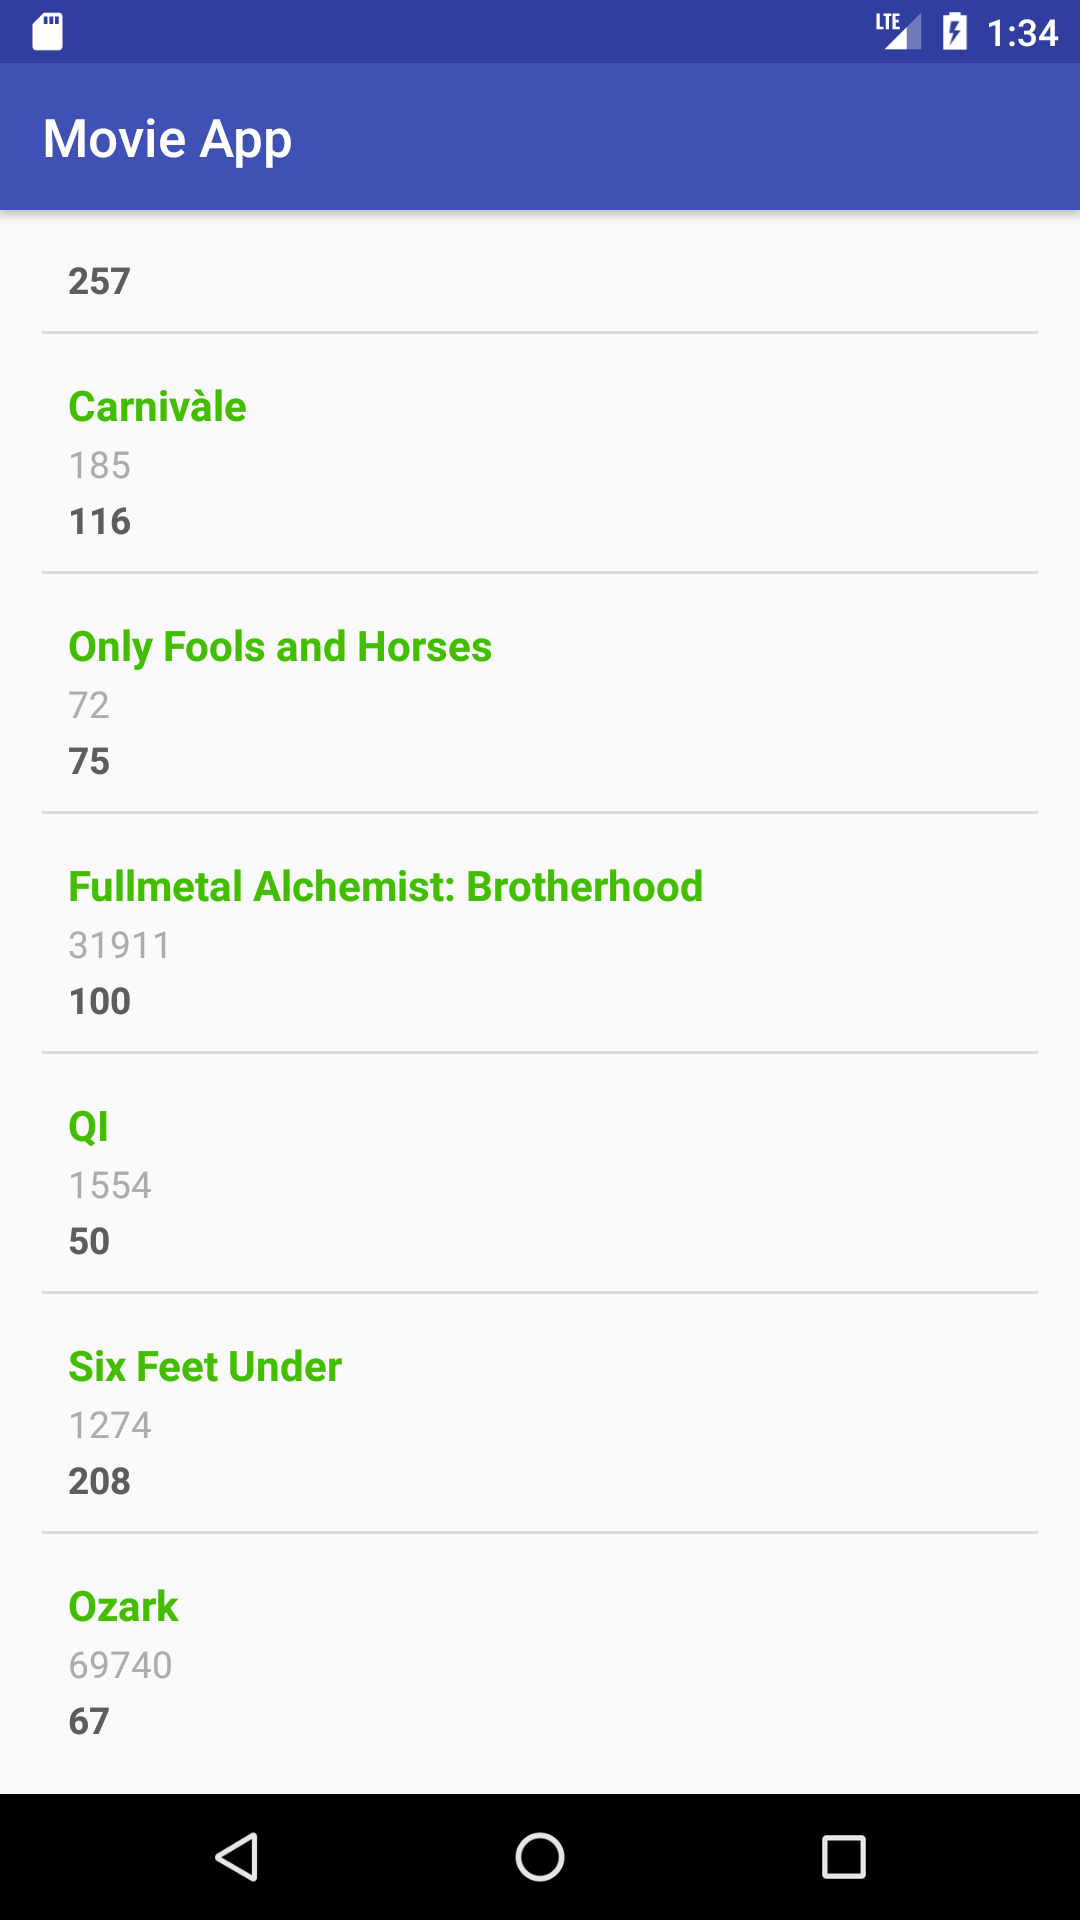 LTE 1:34
Movie App
257
Carnivàle
185
116
Only Fools and Horses
72
75
Fullmetal Alchemist: Brotherhood
31911
100
QI
1554
50
Six Feet Under
1274
208
Ozark
69740
67